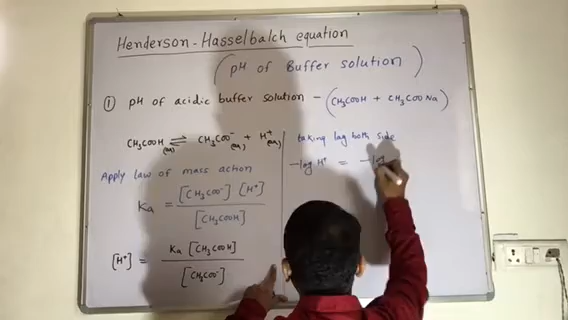 Henderson-Hasselbalch equation
(pH of Buffer solution)
① pH of acidic buffer solution - (CH₃COOH + CH₃COONa)
CH₃COOH(aq) ⇌ CH₃COO⁻(aq) + H⁺(aq)
Apply law of mass action
Ka = [CH₃COO⁻] [H⁺]
[CH₃COOH]
[H⁺] = Ka [CH₃COOH]
[CH₃COO⁻]
taking log both side
-log H⁺ = -l